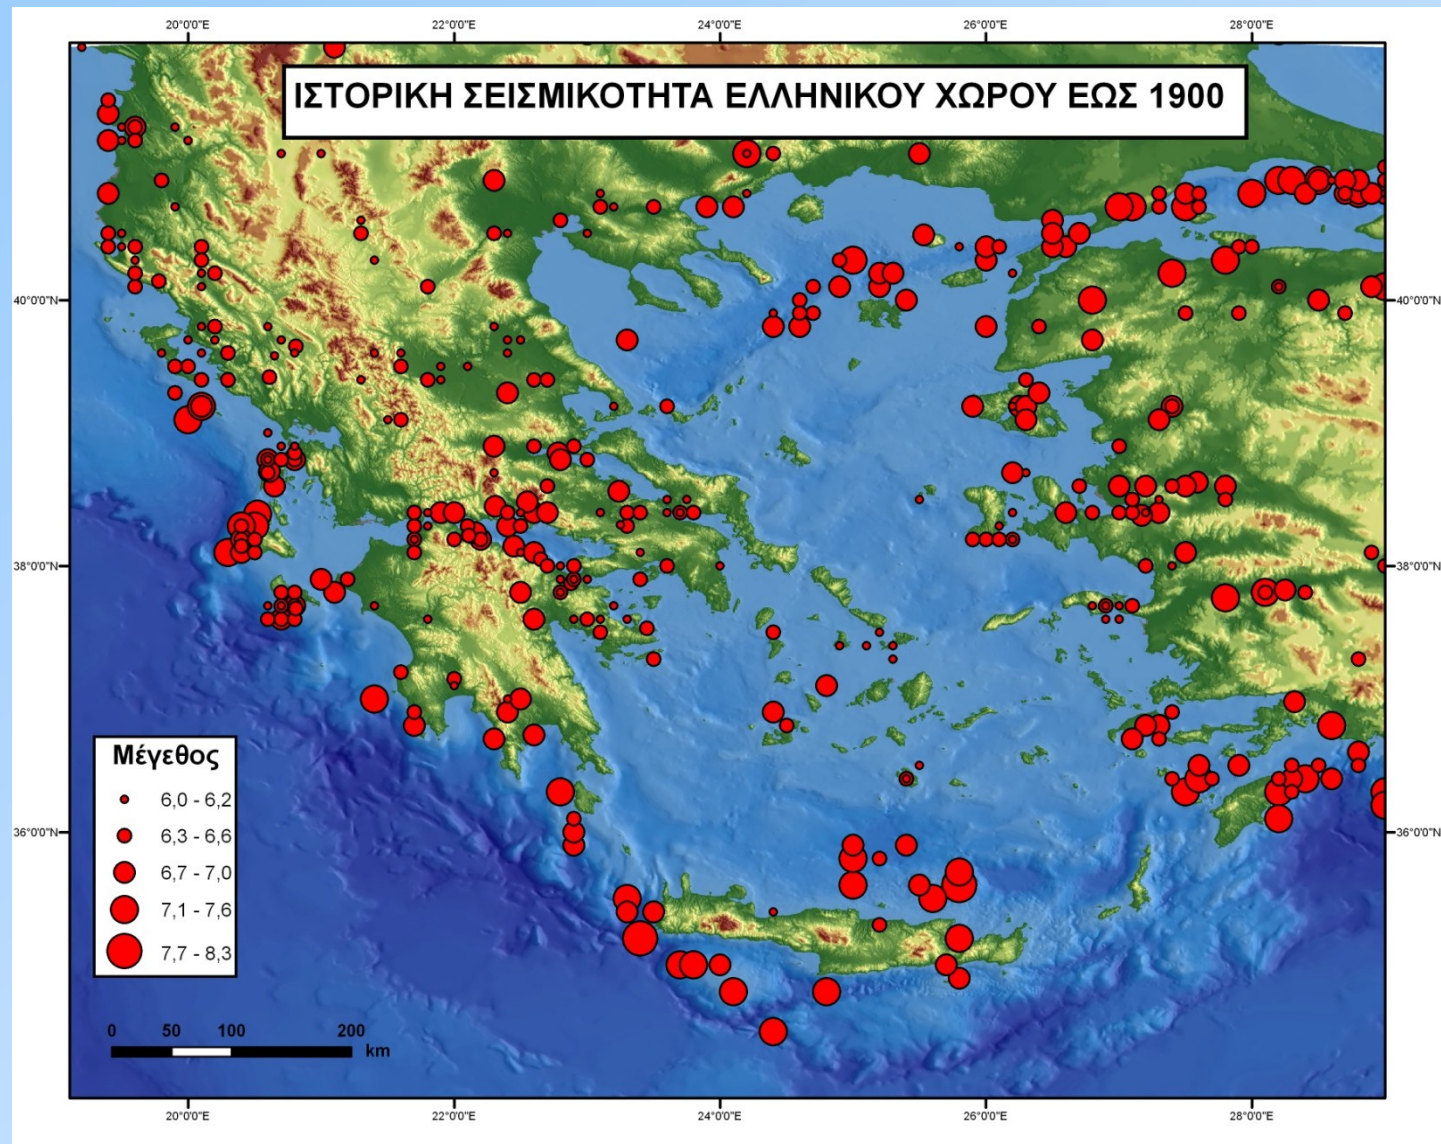 20°0'0"E 22°0'0"E 24°0'0"E 26°0'0"E 28°0'0"E
ΙΣΤΟΡΙΚΗ ΣΕΙΣΜΙΚΟΤΗΤΑ ΕΛΛΗΝΙΚΟΥ ΧΩΡΟΥ ΕΩΣ 1900
40°0'0"N 40°0'0"N
38°0'0"N 38°0'0"N
36°0'0"N 36°0'0"N
Μέγεθος
6,0 - 6,2
6,3 - 6,6
6,7 - 7,0
7,1 - 7,6
7,7 - 8,3
0 50 100 200
km
20°0'0"E 22°0'0"E 24°0'0"E 26°0'0"E 28°0'0"E